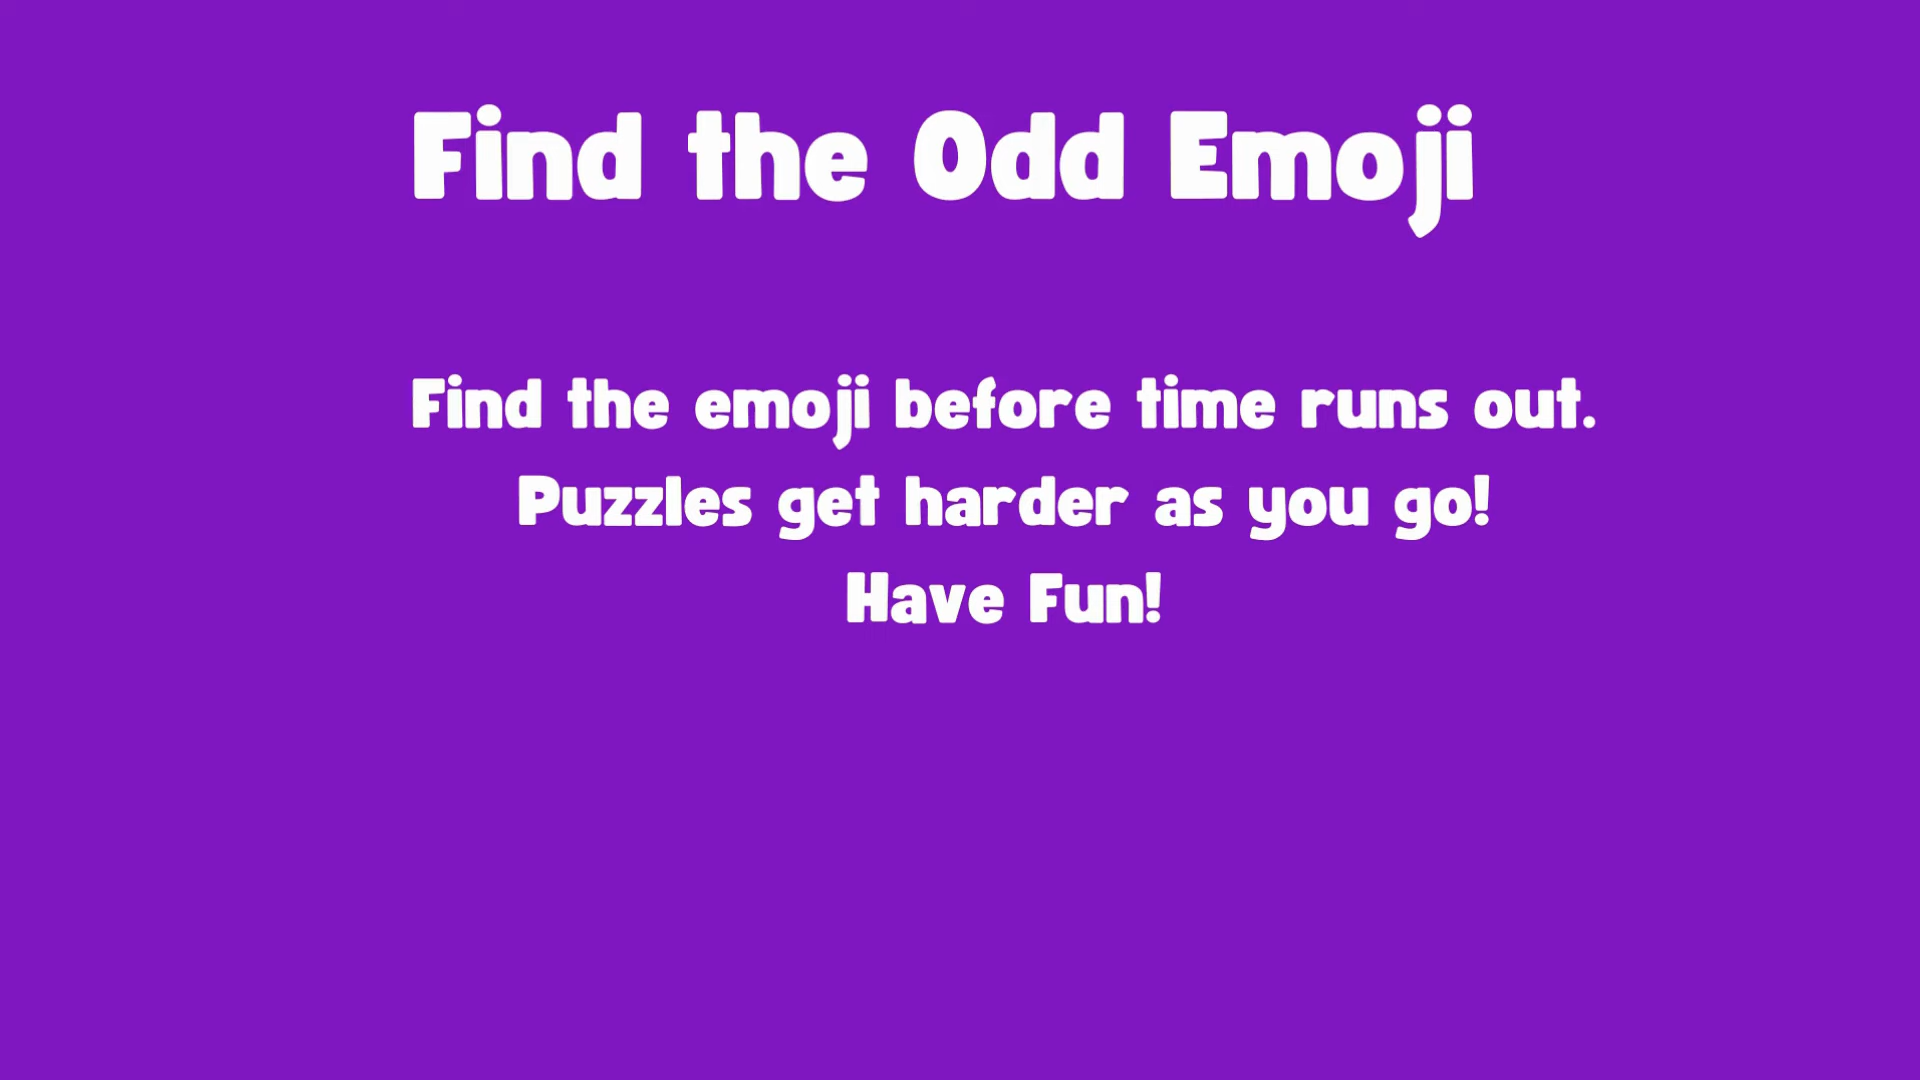 Find the Odd Emoji
Find the emoji before time runs out.
Puzzles get harder as you go!
Have Fun!